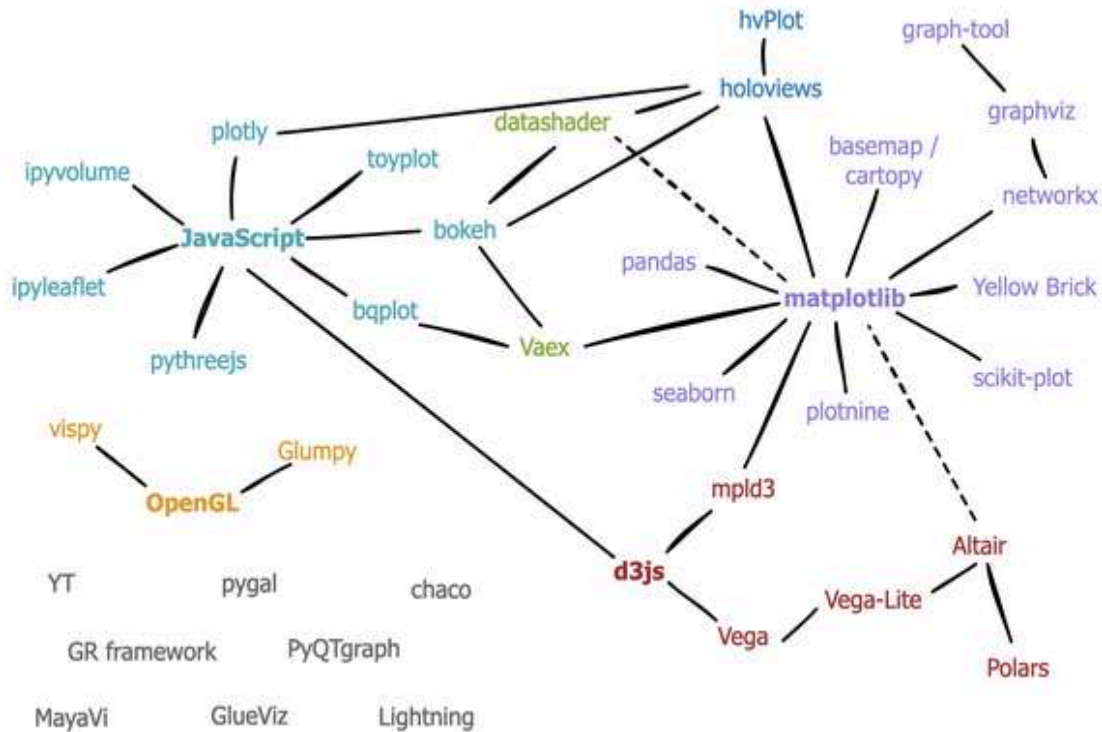 hvPlot
graph-tool
holoviews
datashader
graphviz
plotly
toyplot
basemap /
cartopy
ipyvolume
networkx
JavaScript
bokeh
pandas
ipyleaflet
bqplot
matplotlib
Yellow Brick
pythreejs
Vaex
seaborn
plotnine
scikit-plot
vispy
Glumpy
OpenGL
mpld3
Altair
d3js
Vega-Lite
Vega
Polars
YT
pygal
chaco
GR framework
PyQTgraph
MayaVi
GlueViz
Lightning